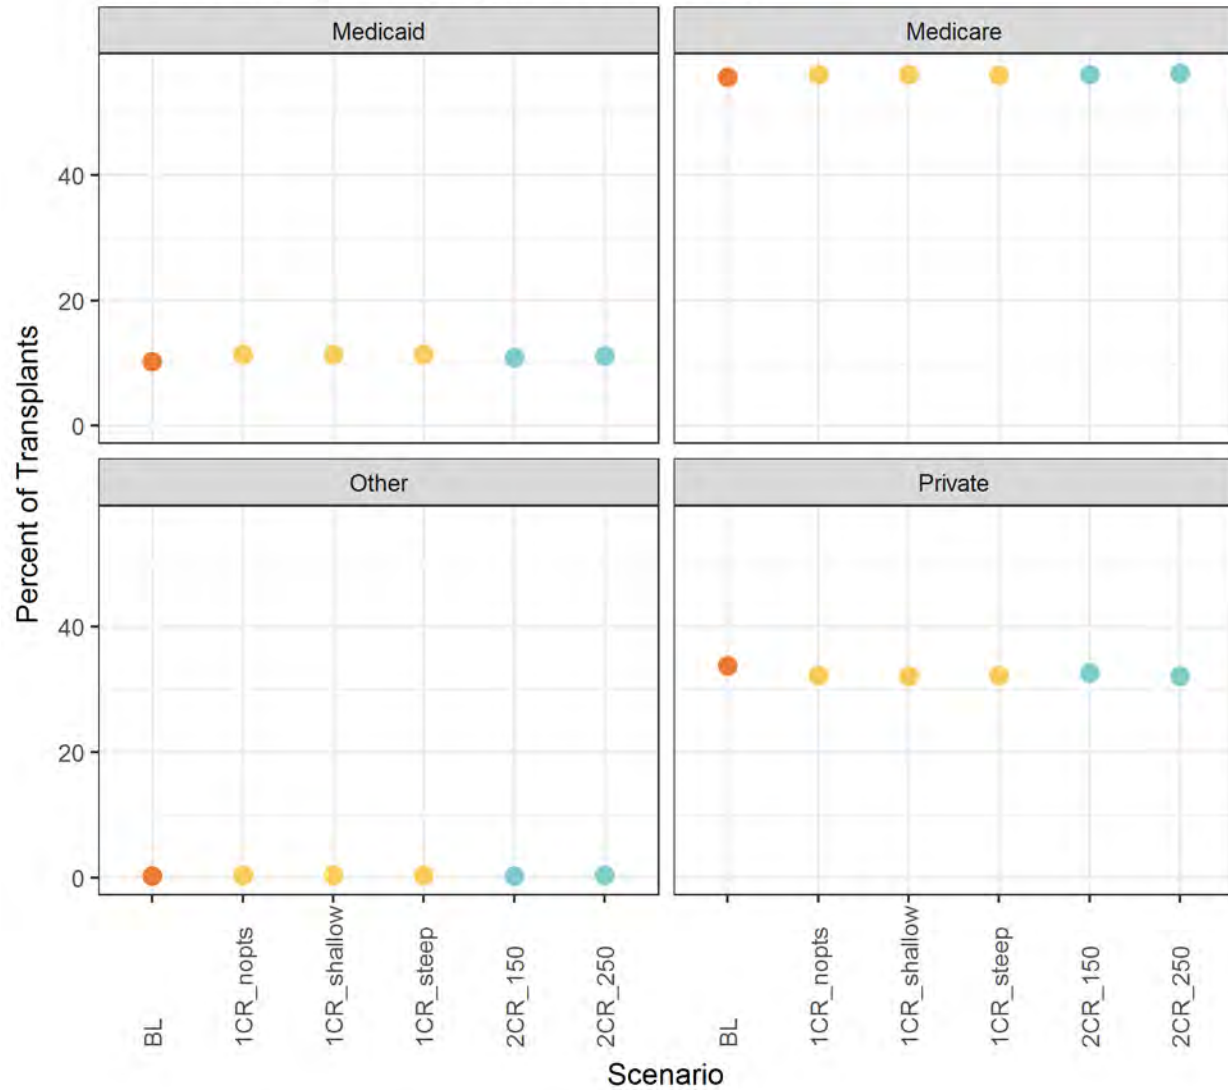 Medicaid
Medicare
Percent of Transplants
40
20
0
Other
Private
40
20
0
BL
1CR_nopts
1CR_shallow
1CR_steep
2CR_150
2CR_250
BL
1CR_nopts
1CR_shallow
1CR_steep
2CR_150
2CR_250
Scenario